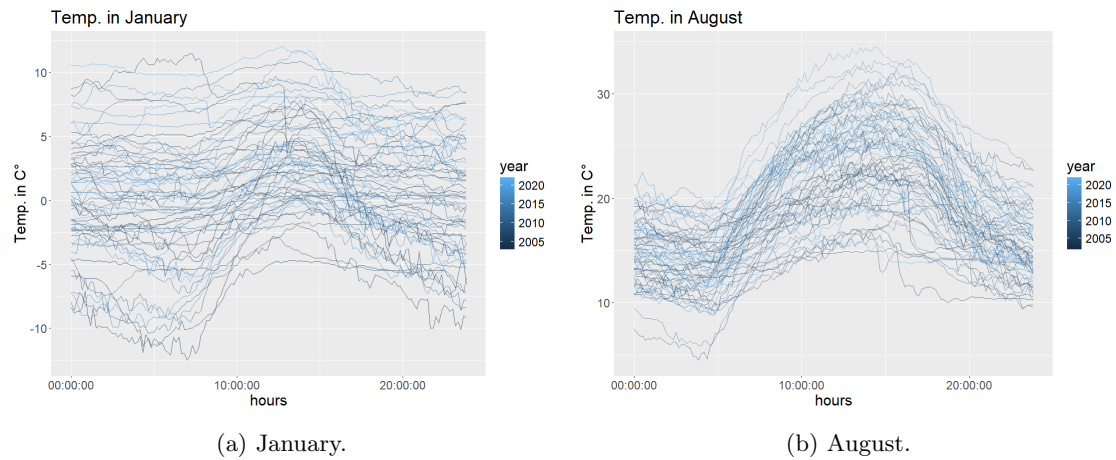 Temp. in January
Temp. in C°
10
5
0
-5
-10
00:00:00 10:00:00 20:00:00
hours
year
2020
2015
2010
2005
(a) January.
Temp. in August
Temp. in C°
30
20
10
00:00:00 10:00:00 20:00:00
hours
year
2020
2015
2010
2005
(b) August.